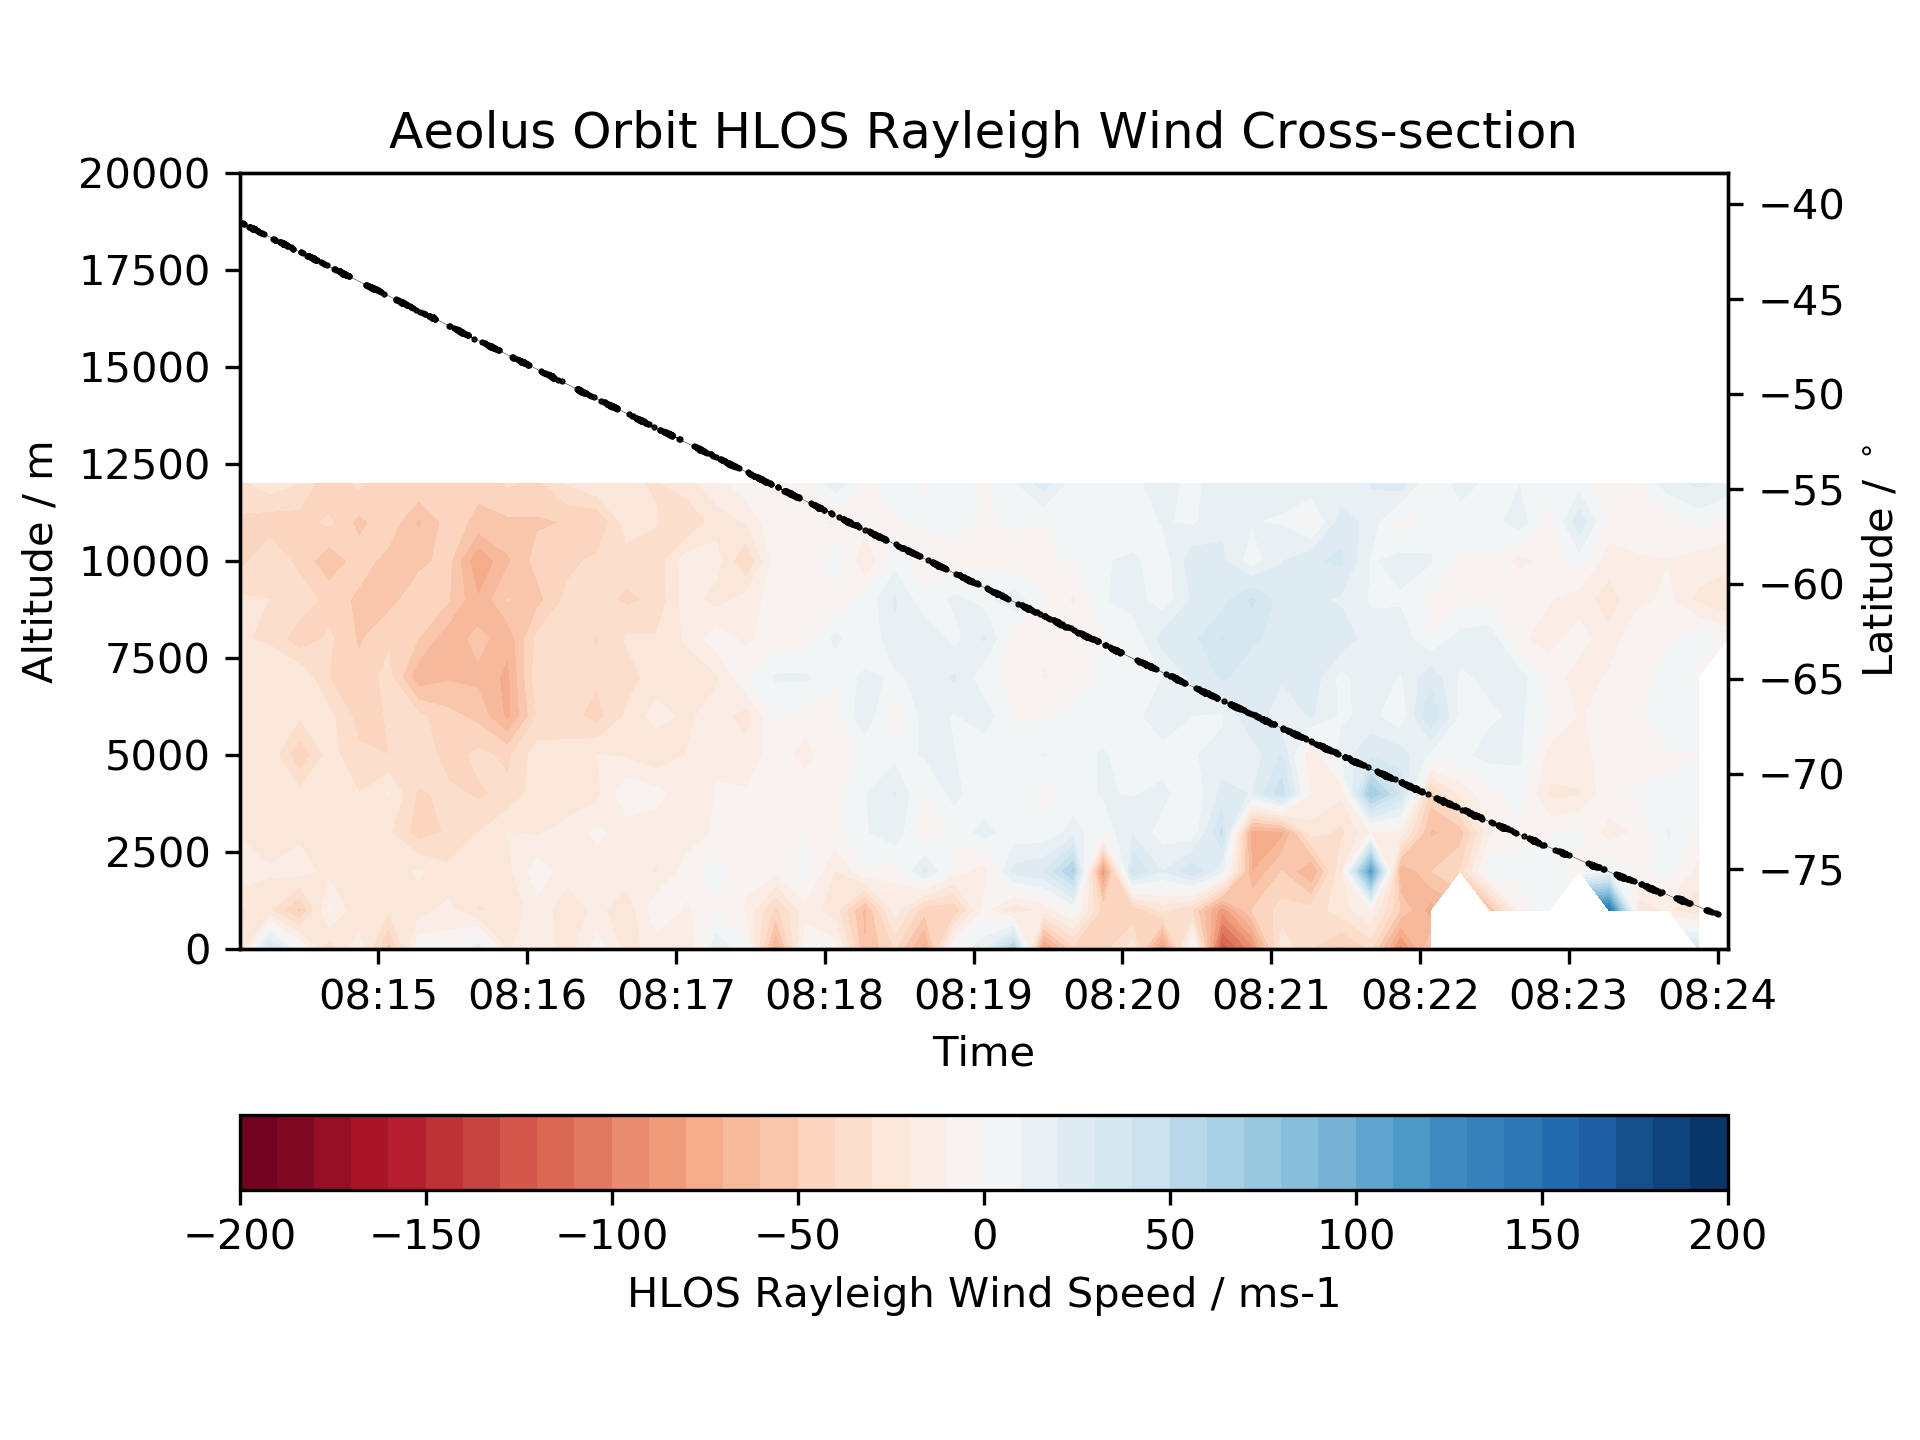 Aeolus Orbit HLOS Rayleigh Wind Cross-section
20000
17500
15000
12500
10000
7500
5000
2500
0
Altitude / m
−40
−45
−50
−55
−60
−65
−70
−75
Latitude / °
08:15 08:16 08:17 08:18 08:19 08:20 08:21 08:22 08:23 08:24
Time
−200 −150 −100 −50 0 50 100 150 200
HLOS Rayleigh Wind Speed / ms-1